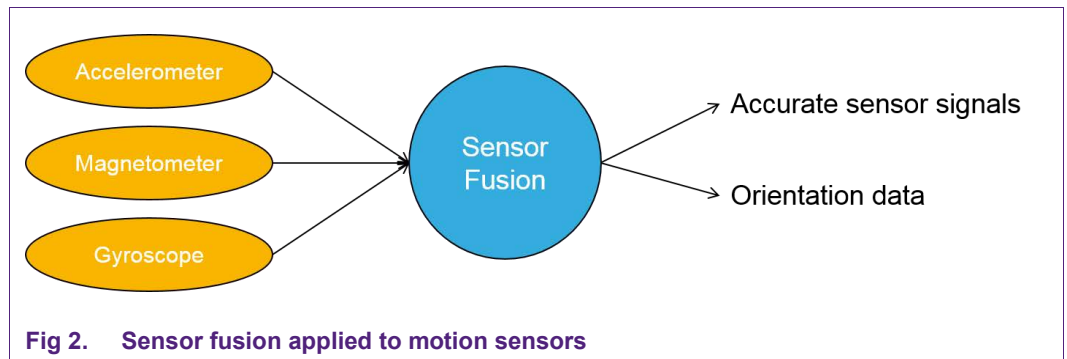 Accelerometer
Magnetometer
Gyroscope
Sensor
Fusion
Accurate sensor signals
Orientation data
Fig 2. Sensor fusion applied to motion sensors